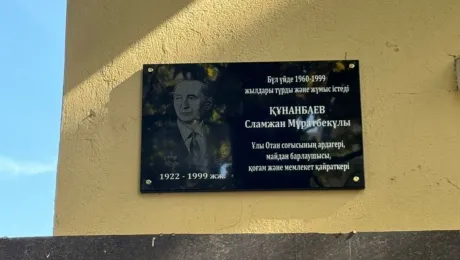 Бұл үйде 1960-1999
жылдары тұрды және жұмыс істеді
ҚҰНАНБАЕВ
Сламжан Мұратбекұлы
Ұлы Отан соғысының ардагері,
майдан барлаушысы,
қоғам және мемлекет қайраткері
1922 - 1999 жж.